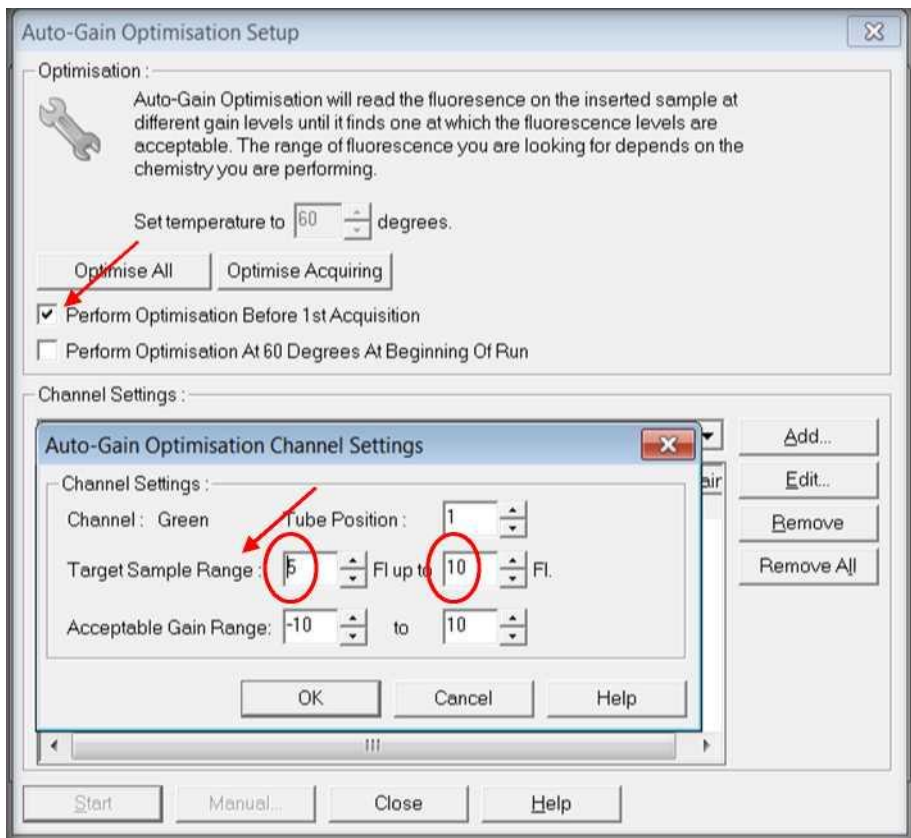 Auto-Gain Optimisation Setup
Optimisation :
Auto-Gain Optimisation will read the fluoresence on the inserted sample at
different gain levels until it finds one at which the fluorescence levels are
acceptable. The range of fluorescence you are looking for depends on the
chemistry you are performing.
Set temperature to 60 degrees.
Optimise All Optimise Acquiring
Perform Optimisation Before 1st Acquisition
Perform Optimisation At 60 Degrees At Beginning Of Run
Channel Settings :
Add...
Edit...
Remove
Remove All
Auto-Gain Optimisation Channel Settings
Channel Settings :
Channel : Green Tube Position : 1
Target Sample Range : 5 Fl up to 10 Fl.
Acceptable Gain Range: -10 to 10
OK Cancel Help
Start Manual... Close Help